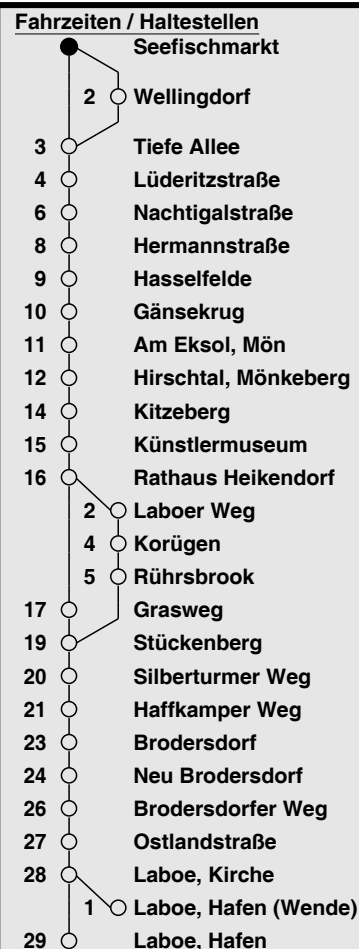 Fahrzeiten / Haltestellen
Seefischmarkt
2 Wellingdorf
3 Tiefe Allee
4 Lüderitzstraße
6 Nachtigalstraße
8 Hermannstraße
9 Hasselfelde
10 Gänsekrug
11 Am Eksol, Mön
12 Hirschtal, Mönkeberg
14 Kitzeberg
15 Künstlermuseum
16 Rathaus Heikendorf
2 Laboer Weg
4 Korügen
5 Rührsbrook
17 Grasweg
19 Stückenberg
20 Silberturmer Weg
21 Haffkamper Weg
23 Brodersdorf
24 Neu Brodersdorf
26 Brodersdorfer Weg
27 Ostlandstraße
28 Laboe, Kirche
1 Laboe, Hafen (Wende)
29 Laboe, Hafen